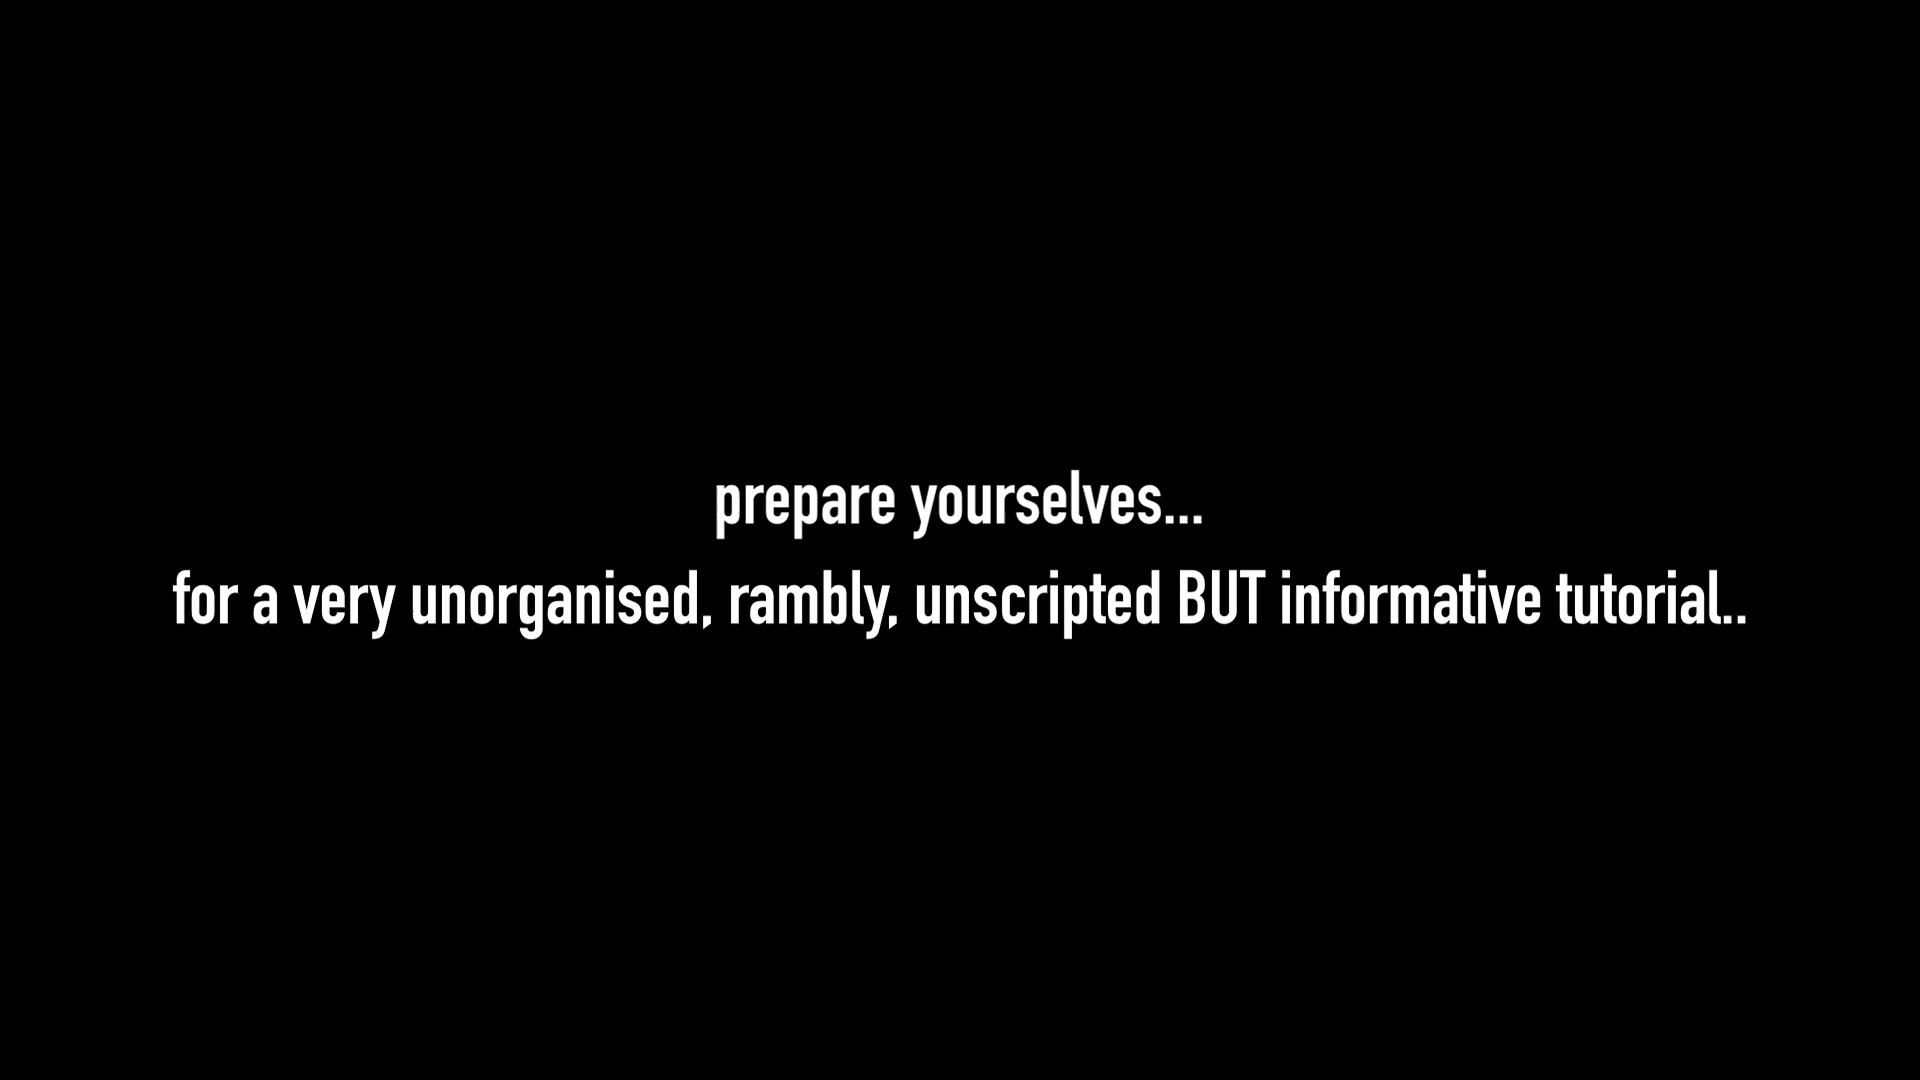 prepare yourselves...
for a very unorganised, rambly, unscripted BUT informative tutorial..